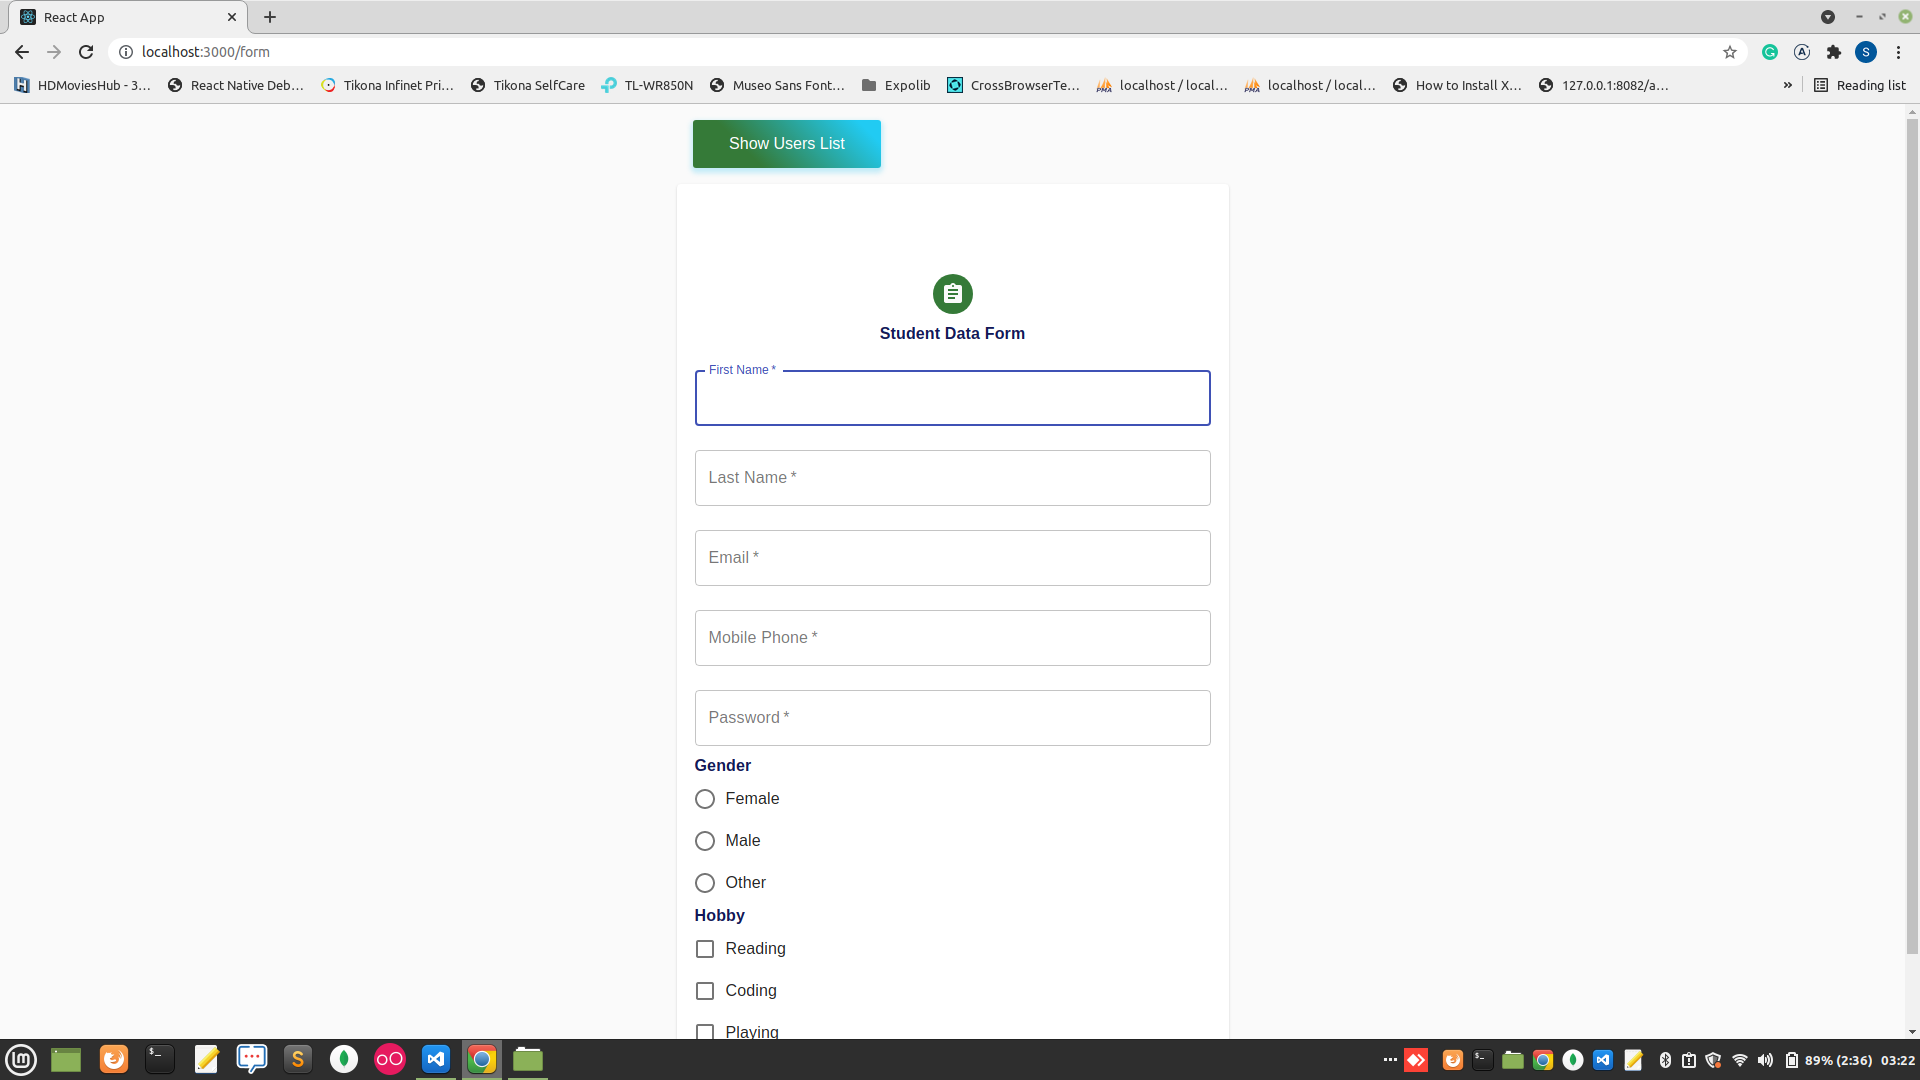 React App
localhost:3000/form
HDMoviesHub - 3... React Native Deb... Tikona Infinet Pri... Tikona SelfCare TL-WR850N Museo Sans Font... Expolib CrossBrowserTe... localhost / local... localhost / local... How to Install X... 127.0.0.1:8082/a... » Reading list
Show Users List
Student Data Form
First Name *
Last Name *
Email *
Mobile Phone *
Password *
Gender
Female
Male
Other
Hobby
Reading
Coding
Playing
89% (2:36) 03:22